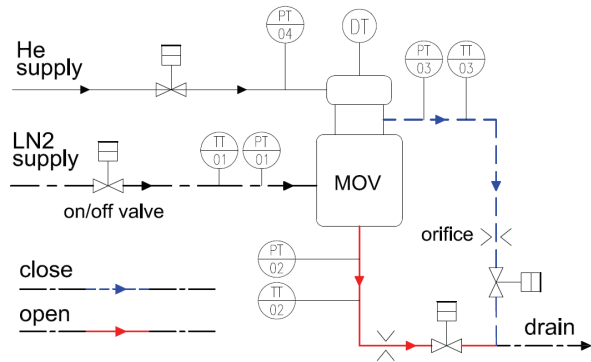 PT
04
DT
He
supply
PT
03
TT
03
LN2
supply
TT
01
PT
01
MOV
on/off valve
orifice
PT
02
close
TT
02
open
drain